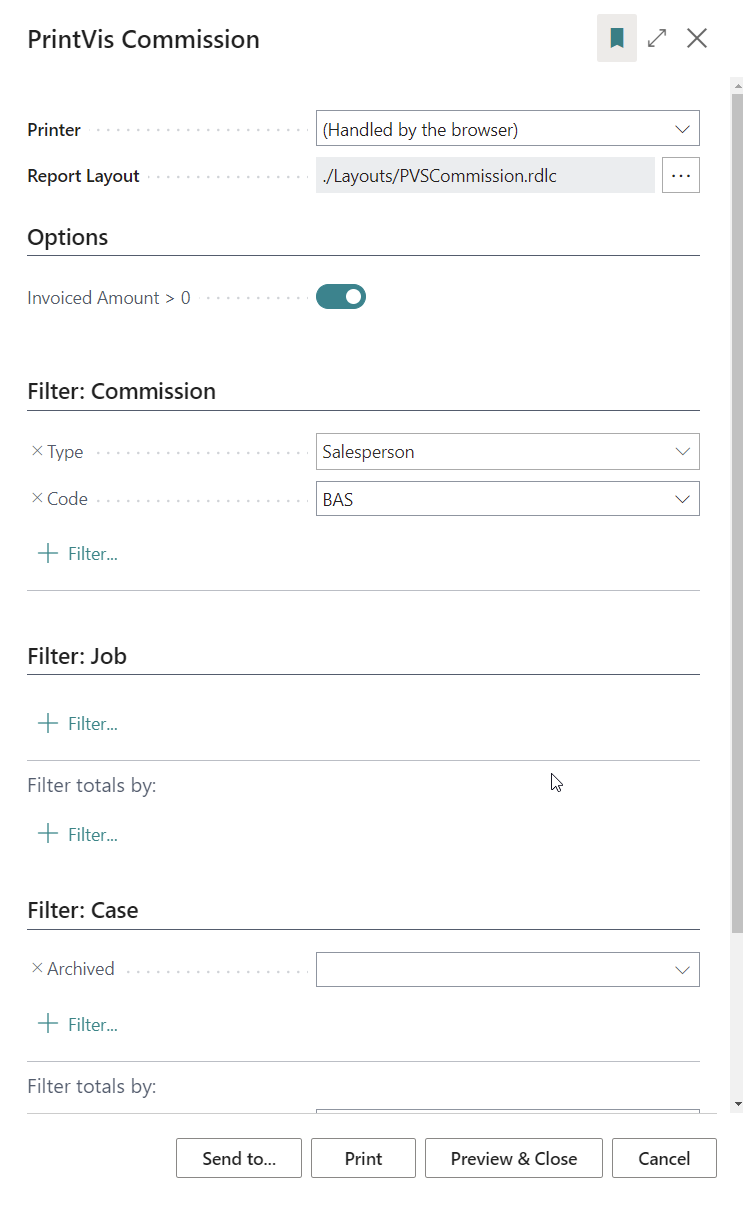 PrintVis Commission
Printer (Handled by the browser)
Report Layout ./Layouts/PVSCommission.rdlc ...
Options
Invoiced Amount > 0
Filter: Commission
Type Salesperson
Code BAS
Filter...
Filter: Job
Filter...
Filter totals by:
Filter...
Filter: Case
Archived
Filter...
Filter totals by:
Send to... Print Preview & Close Cancel